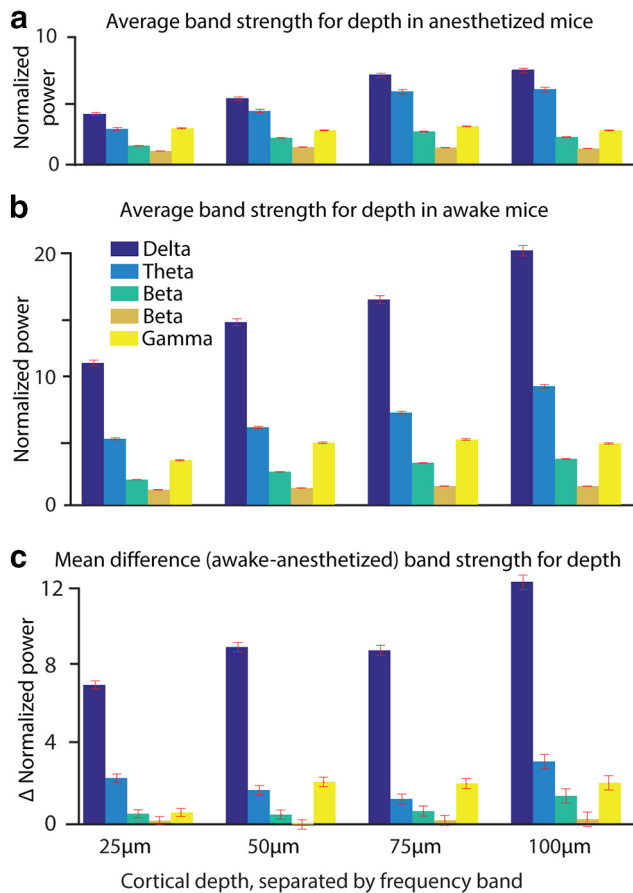 a Average band strength for depth in anesthetized mice
10
Normalized
power
0
b Average band strength for depth in awake mice
20
Delta
Theta
Beta
Beta
Gamma
Normalized power
10
0
c Mean difference (awake-anesthetized) band strength for depth
12
8
Δ Normalized power
4
0
25μm 50μm 75μm 100μm
Cortical depth, separated by frequency band